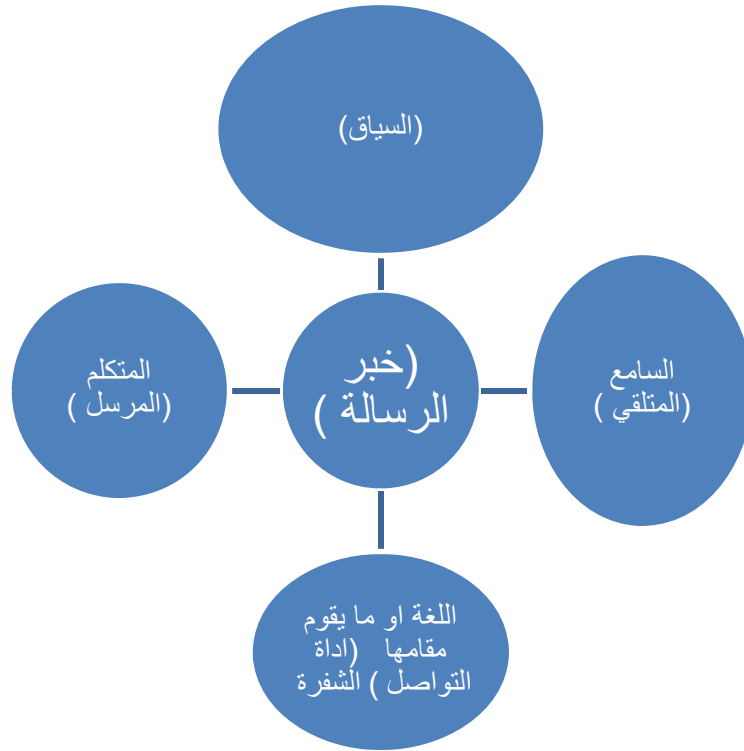 (السياق)
(خبر
الرسالة )
السامع
(المتلقي )
المتكلم
(المرسل )
اللغة او ما يقوم
مقامها (اداة
التواصل ) الشفرة